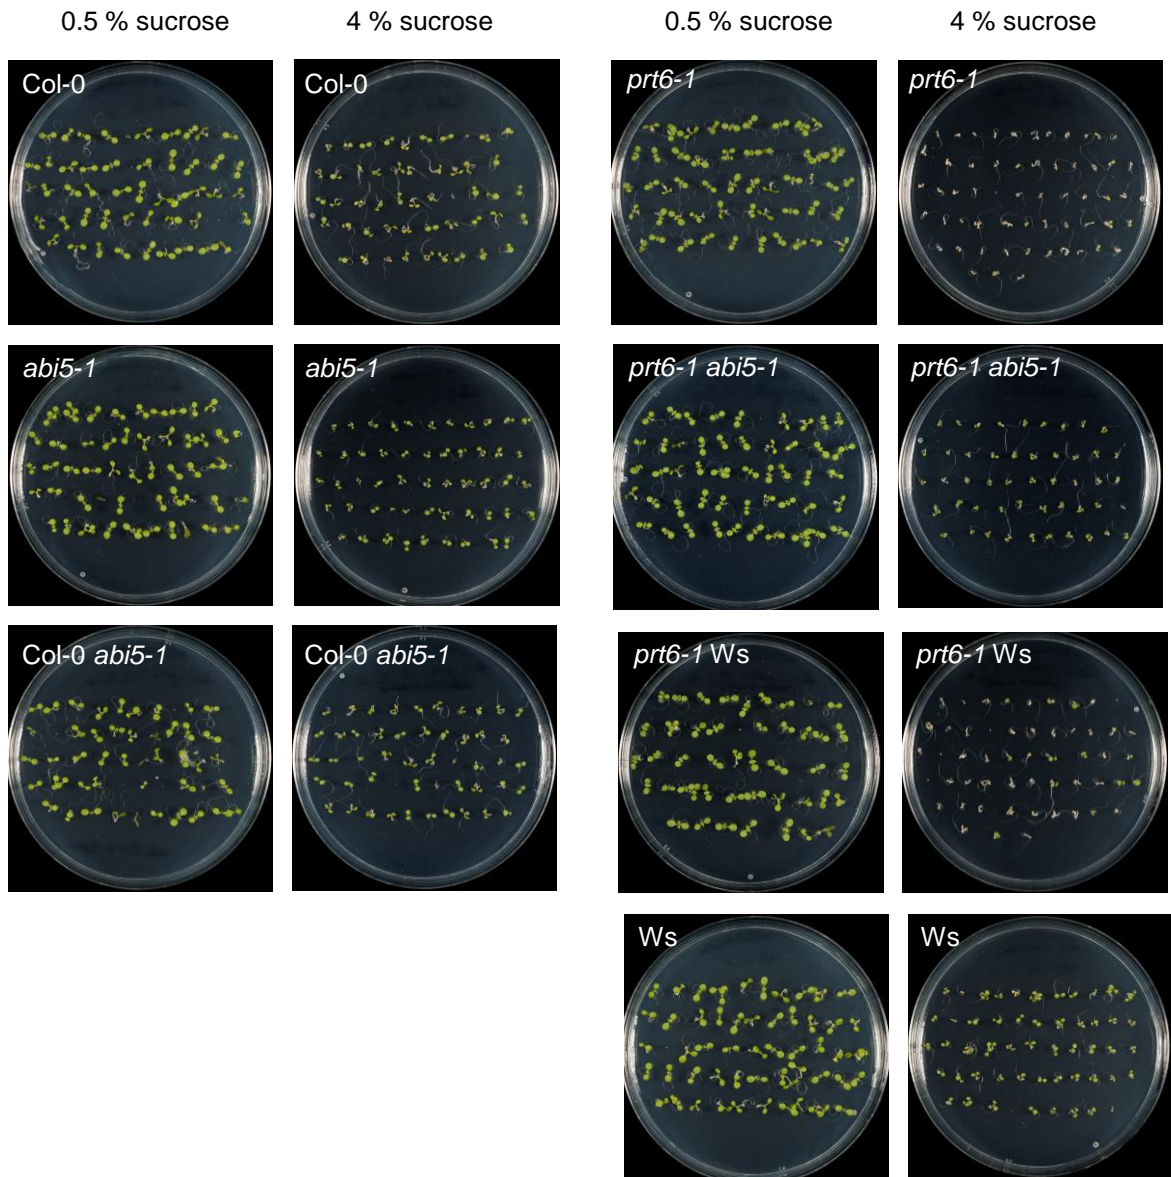 0.5 % sucrose 4 % sucrose 0.5 % sucrose 4 % sucrose
Col-0 Col-0 prt6-1 prt6-1
abi5-1 abi5-1 prt6-1 abi5-1 prt6-1 abi5-1
Col-0 abi5-1 Col-0 abi5-1 prt6-1 Ws prt6-1 Ws
Ws Ws